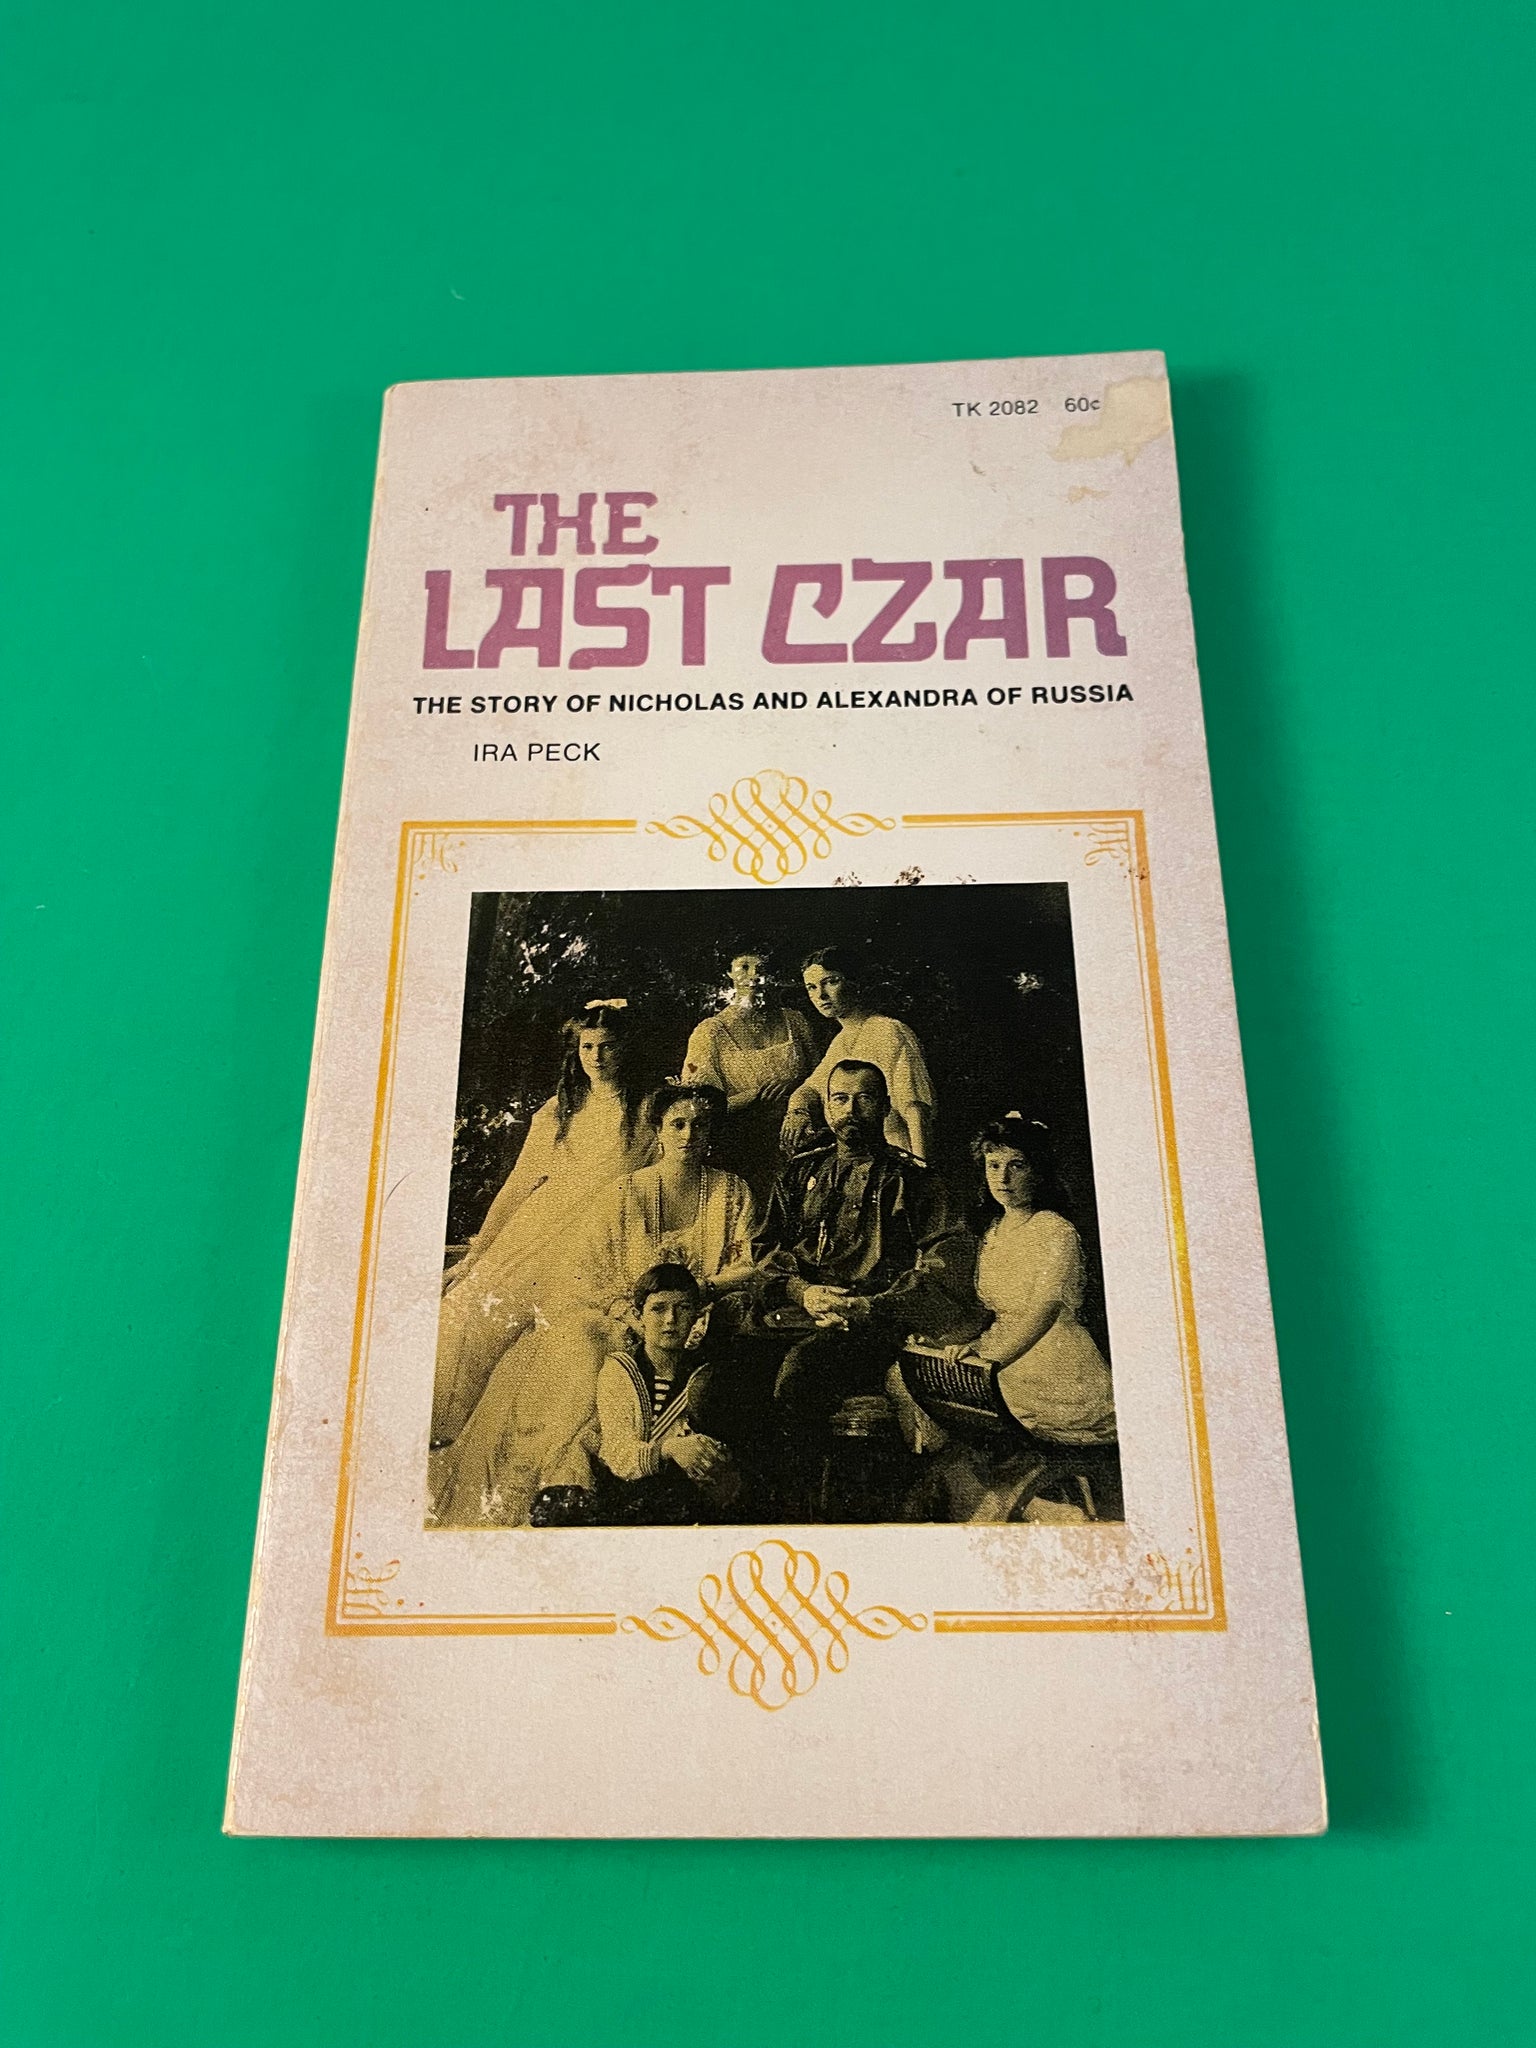 TK 2082 60¢
THE
LAST CZAR
THE STORY OF NICHOLAS AND ALEXANDRA OF RUSSIA
IRA PECK